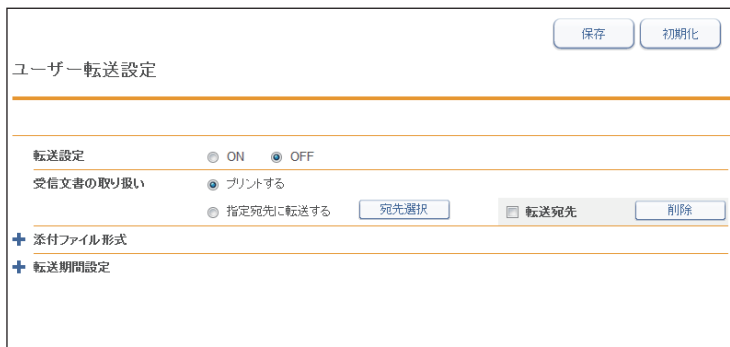 保存 初期化
ユーザー転送設定
転送設定 ON OFF
受信文書の取り扱い プリントする
指定宛先に転送する 宛先選択 転送宛先 削除
添付ファイル形式
転送期間設定